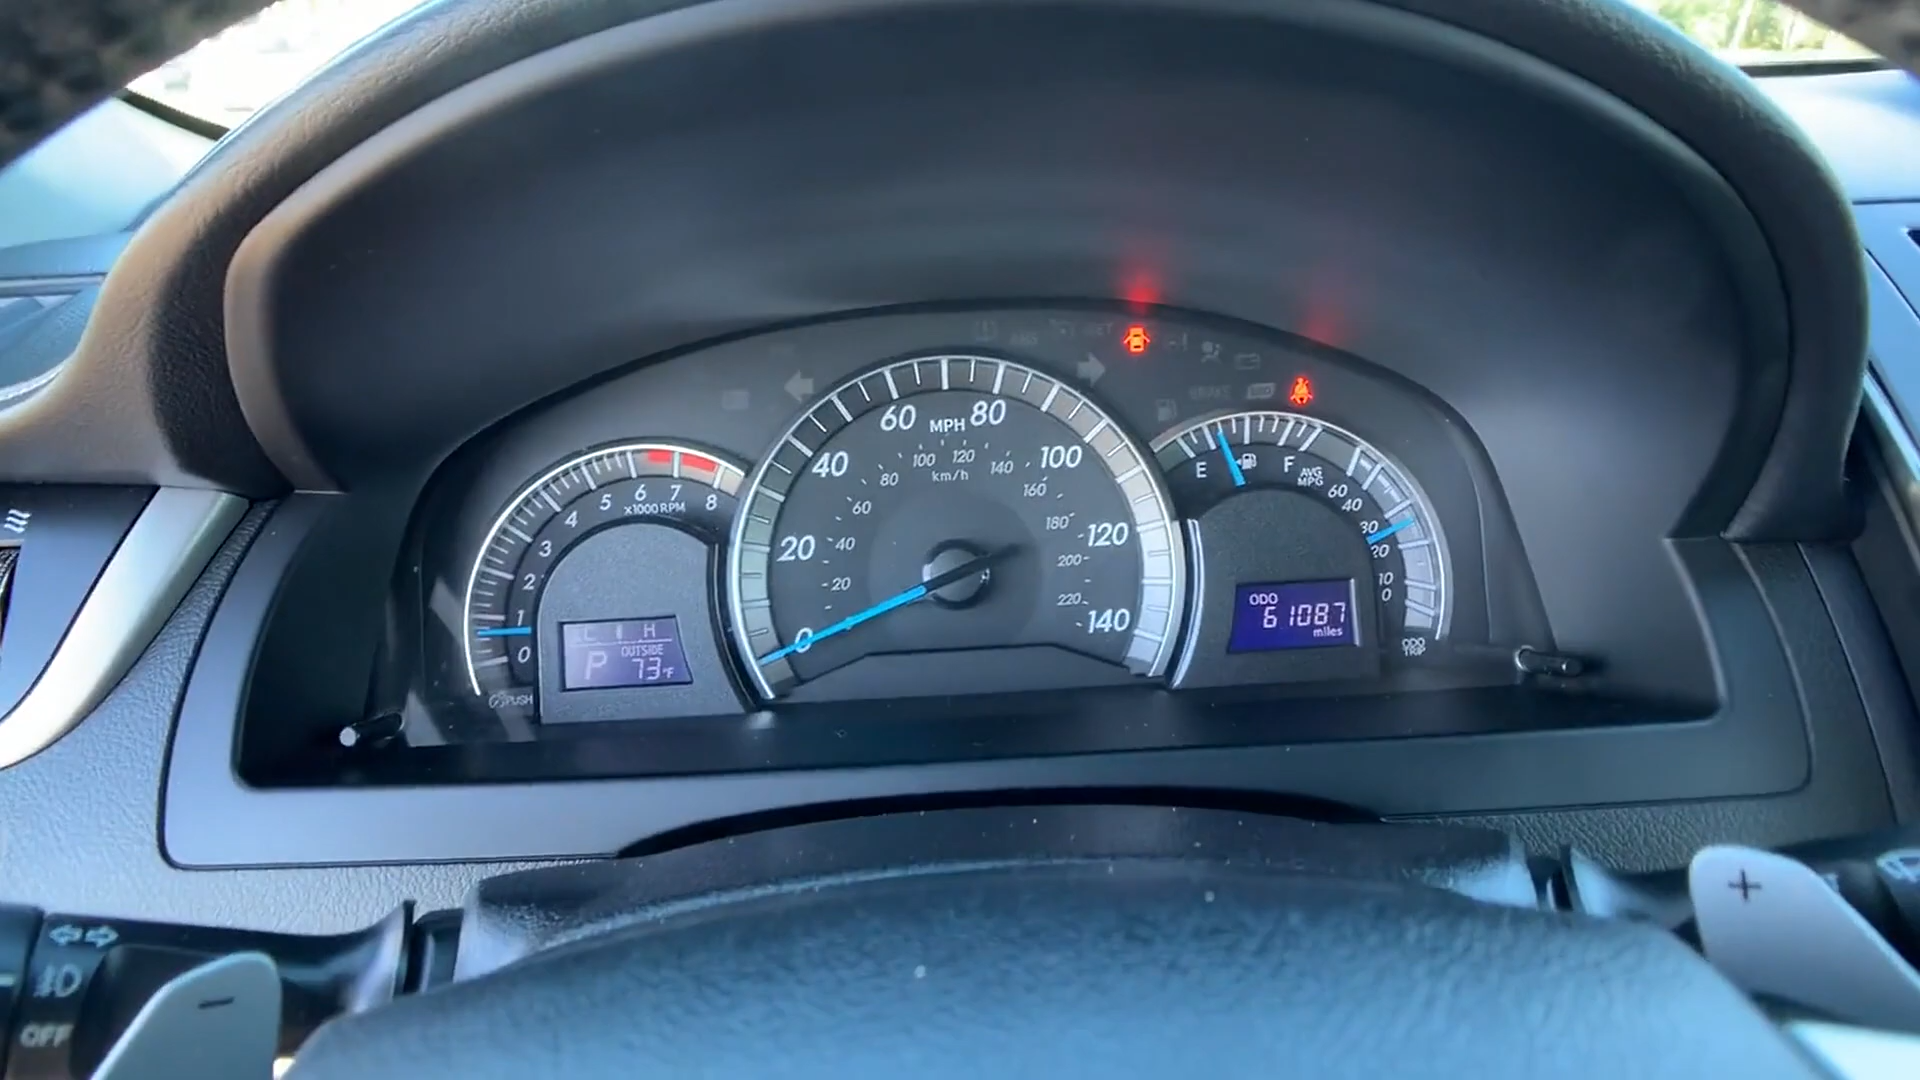 60 MPH 80
40 100 120 140 100
80 km/h 160
60 180 120
20 40 200
20 220 140
0
5 6 7 8
4 x1000 RPM
3
2
1
0
PUSH
C H
OUTSIDE
P 73°F
BRAKE
E F AVG
MPG
60
40
30
20
10
0
ODO
61087
miles
ODO
TRIP
OFF
- +